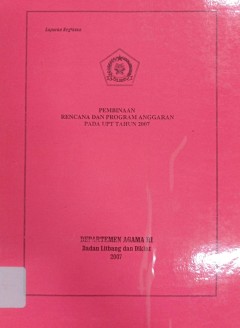 Laporan Kegiatan
PEMBINAAN
RENCANA DAN PROGRAM ANGGARAN
PADA UPT TAHUN 2007
DEPARTEMEN AGAMA RI
Badan Litbang dan Diklat
2007